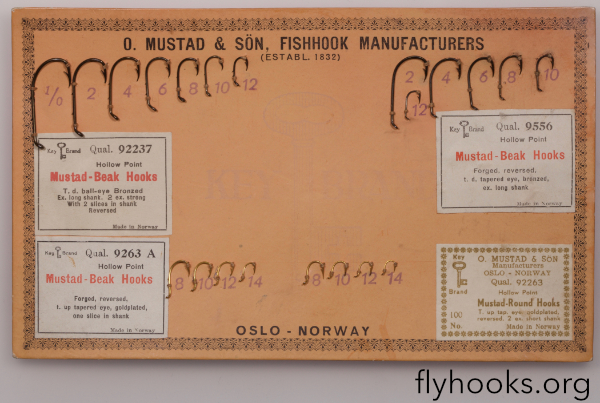 O. MUSTAD & SÖN, FISHHOOK MANUFACTURERS
(ESTABL. 1832)
1/0 2 4 6 8 10 12
2 4 6 8 10
12
Key Brand Qual. 92237
Hollow Point
Mustad-Beak Hooks
T. d. ball-eye Bronzed
Ex. long shank. 2 ex. strong
With 2 slices in shank
Reversed
Made in Norway
Key Brand Qual. 9556
Hollow Point
Mustad-Beak Hooks
Forged, reversed,
t. d. tapered eye, bronzed,
ex. long shank
Made in Norway
Key Brand Qual. 9263 A
Hollow Point
Mustad-Beak Hooks
Forged, reversed,
t. up tapered eye, goldplated,
one slice in shank
Made in Norway
8 10 12 14
8 10 12 14
Key Brand
O. MUSTAD & SÖN
Manufacturers
OSLO - NORWAY
Qual. 92263
Hollow Point
Mustad-Round Hooks
T. up tap. eye, goldplated,
reversed, 2 ex. short shank
100
No. Made in Norway
OSLO - NORWAY
flyhooks.org